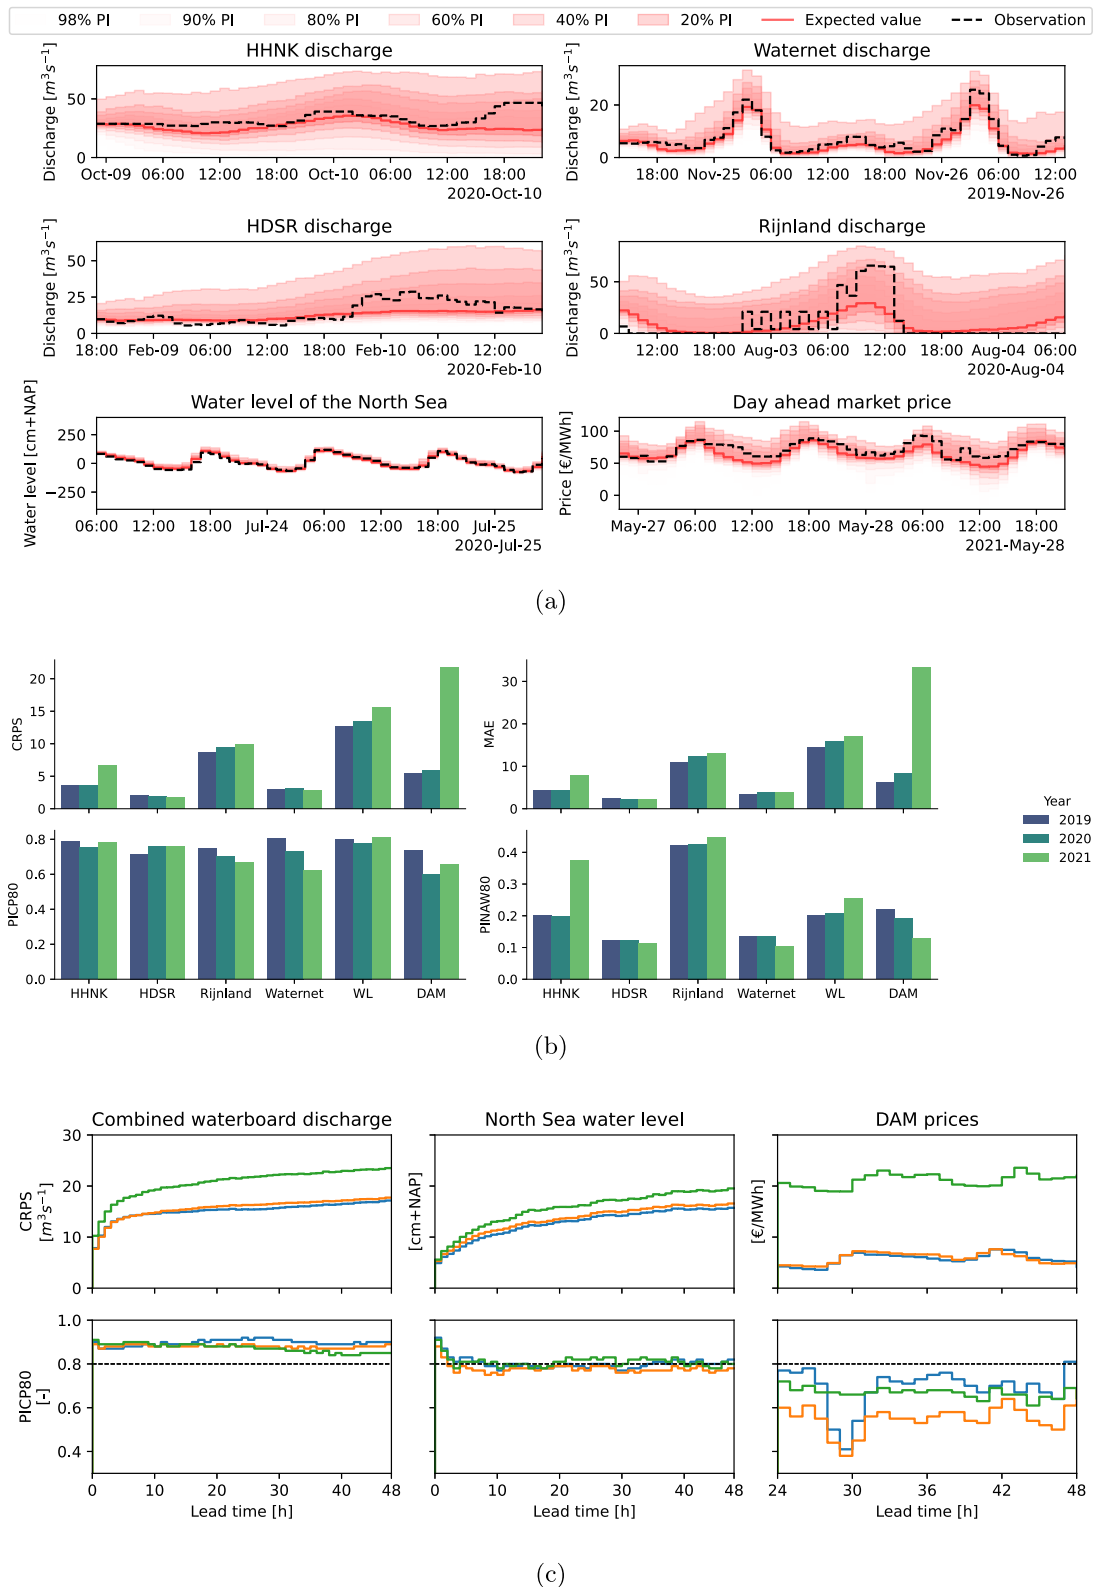 98% PI 90% PI 80% PI 60% PI 40% PI 20% PI Expected value Observation
HHNK discharge
Discharge [m³s⁻¹]
50
0
Oct-09 06:00 12:00 18:00 Oct-10 06:00 12:00 18:00
2020-Oct-10
Waternet discharge
Discharge [m³s⁻¹]
20
0
18:00 Nov-25 06:00 12:00 18:00 Nov-26 06:00 12:00
2019-Nov-26
HDSR discharge
Discharge [m³s⁻¹]
50
25
0
18:00 Feb-09 06:00 12:00 18:00 Feb-10 06:00 12:00
2020-Feb-10
Rijnland discharge
Discharge [m³s⁻¹]
50
0
12:00 18:00 Aug-03 06:00 12:00 18:00 Aug-04 06:00
2020-Aug-04
Water level of the North Sea
Water level [cm+NAP]
250
0
−250
06:00 12:00 18:00 Jul-24 06:00 12:00 18:00 Jul-25
2020-Jul-25
Day ahead market price
Price [€/MWh]
100
50
0
May-27 06:00 12:00 18:00 May-28 06:00 12:00 18:00
2021-May-28
(a)
CRPS
20
15
10
5
0
MAE
30
20
10
0
PICP80
0.8
0.6
0.4
0.2
0.0
HHNK HDSR Rijnland Waternet WL DAM
PINAW80
0.4
0.3
0.2
0.1
0.0
HHNK HDSR Rijnland Waternet WL DAM
Year
2019
2020
2021
(b)
Combined waterboard discharge
CRPS
[m³s⁻¹]
30
20
10
0
North Sea water level
[cm+NAP]
DAM prices
[€/MWh]
PICP80
[-]
1.0
0.8
0.6
0.4
0 10 20 30 40 48
Lead time [h]
0 10 20 30 40 48
Lead time [h]
24 30 36 42 48
Lead time [h]
(c)